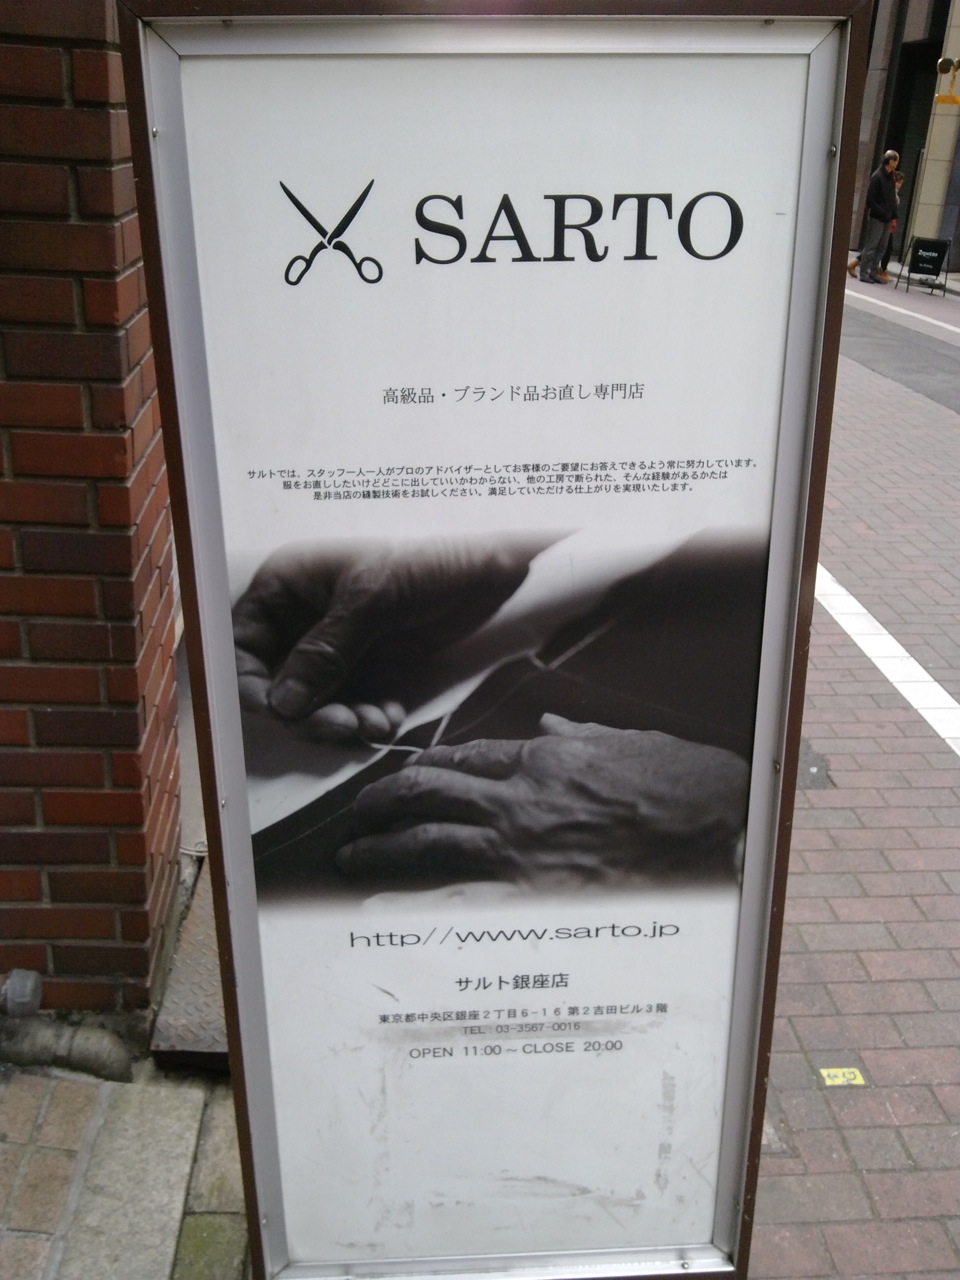 SARTO
高級品・ブランド品お直し専門店
サルトでは、スタッフ一人一人がプロのアドバイザーとしてお客様のご要望にお答えできるよう常に努力しています。
服をお直ししたいけどどこに出していいかわからない、他の工房で断られた、そんな経験があるかたは
是非当店の縫製技術をお試しください。満足していただける仕上がりを実現いたします。
http//www.sarto.jp
サルト銀座店
東京都中央区銀座2丁目6-16 第2吉田ビル3階
TEL : 03-3567-0016
OPEN 11:00 ～ CLOSE 20:00